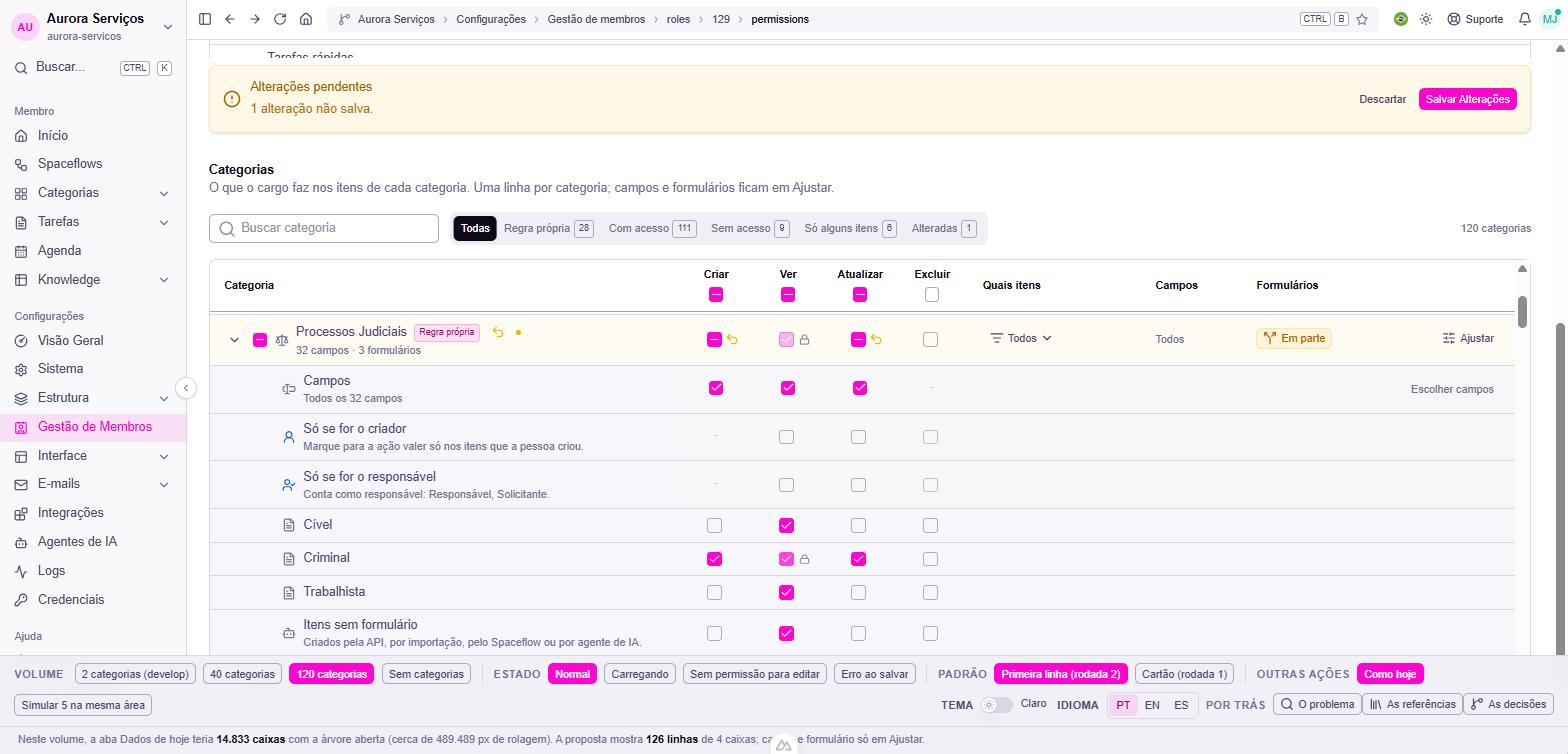 AU
Aurora Serviços
aurora-servicos
Buscar...
CTRL K
Membro
Início
Spaceflows
Categorias
Tarefas
Agenda
Knowledge
Configurações
Visão Geral
Sistema
Estrutura
Gestão de Membros
Interface
E-mails
Integrações
Agentes de IA
Logs
Credenciais
Ajuda
Aurora Serviços > Configurações > Gestão de membros > roles > 129 > permissions
CTRL B
Suporte
MJ
Tarefas rápidas
Alterações pendentes
1 alteração não salva.
Descartar
Salvar Alterações
Categorias
O que o cargo faz nos itens de cada categoria. Uma linha por categoria; campos e formulários ficam em Ajustar.
Buscar categoria
Todas Regra própria 28 Com acesso 111 Sem acesso 9 Só alguns itens 6 Alteradas 1
120 categorias
Categoria Criar Ver Atualizar Excluir Quais itens Campos Formulários
Processos Judiciais Regra própria
32 campos · 3 formulários
Todos
Todos
Em parte
Ajustar
Campos
Todos os 32 campos
-
Escolher campos
Só se for o criador
Marque para a ação valer só nos itens que a pessoa criou.
-
Só se for o responsável
Conta como responsável: Responsável, Solicitante.
-
Cível
Criminal
Trabalhista
Itens sem formulário
Criados pela API, por importação, pelo Spaceflow ou por agente de IA.
VOLUME 2 categorias (develop) 40 categorias 120 categorias Sem categorias
ESTADO Normal Carregando Sem permissão para editar Erro ao salvar
PADRÃO Primeira linha (rodada 2) Cartão (rodada 1)
OUTRAS AÇÕES Como hoje
Simular 5 na mesma área
TEMA Claro IDIOMA PT EN ES POR TRÁS O problema As referências As decisões
Neste volume, a aba Dados de hoje teria 14.833 caixas com a árvore aberta (cerca de 489.489 px de rolagem). A proposta mostra 126 linhas de 4 caixas; e formulário só em Ajustar.